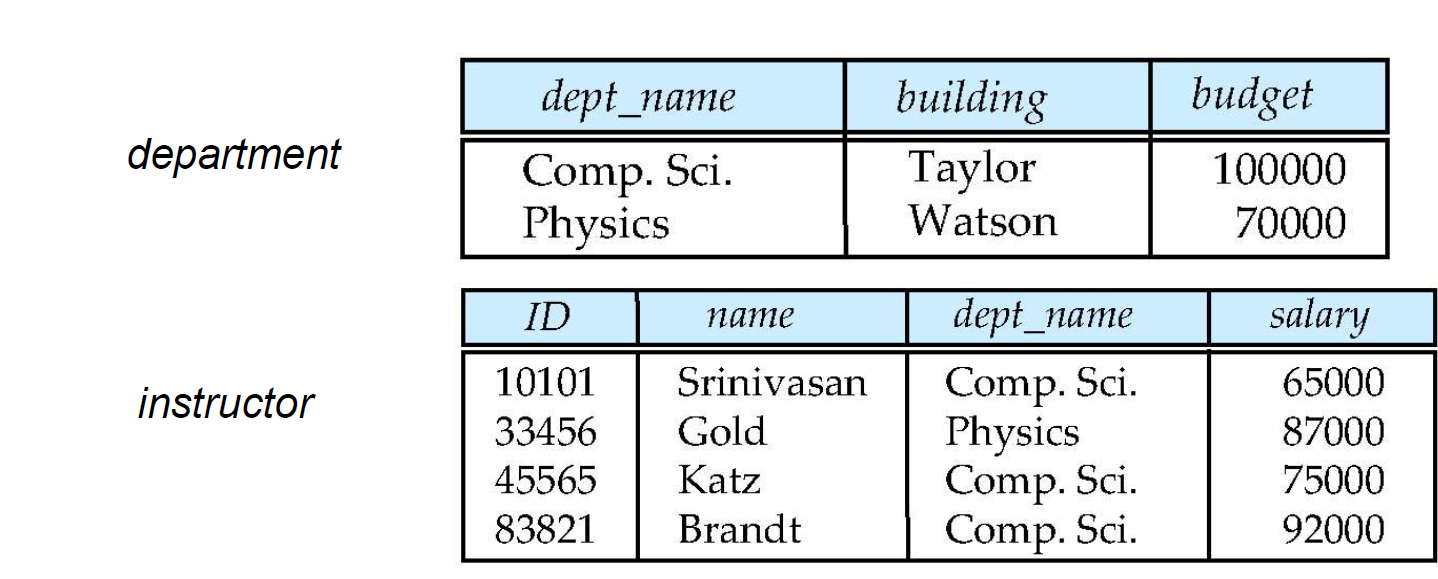 dept_name building budget
department
Comp. Sci. Taylor 100000
Physics Watson 70000
ID name dept_name salary
instructor
10101 Srinivasan Comp. Sci. 65000
33456 Gold Physics 87000
45565 Katz Comp. Sci. 75000
83821 Brandt Comp. Sci. 92000